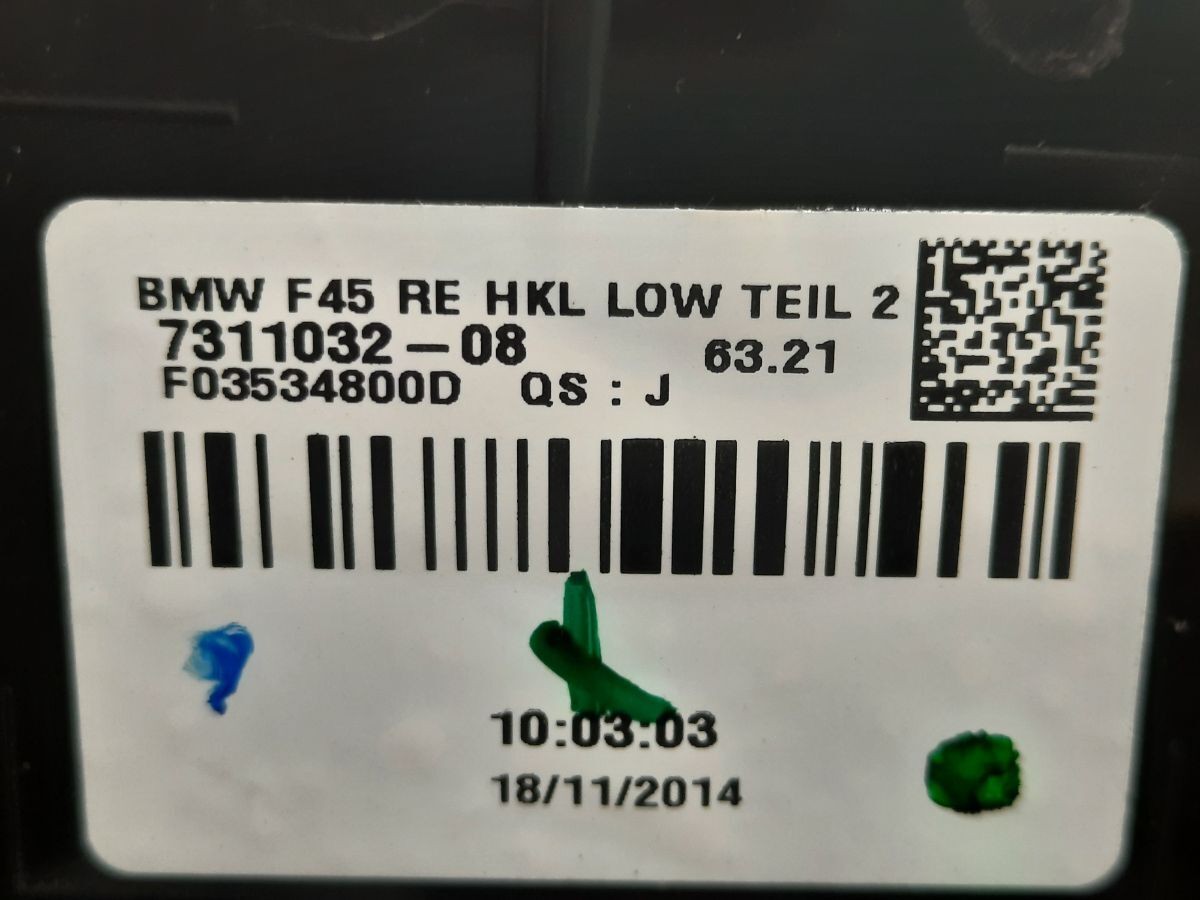 BMW F45 RE HKL LOW TEIL 2
7311032-08 63.21
F03534800D QS : J
10:03:03
18/11/2014